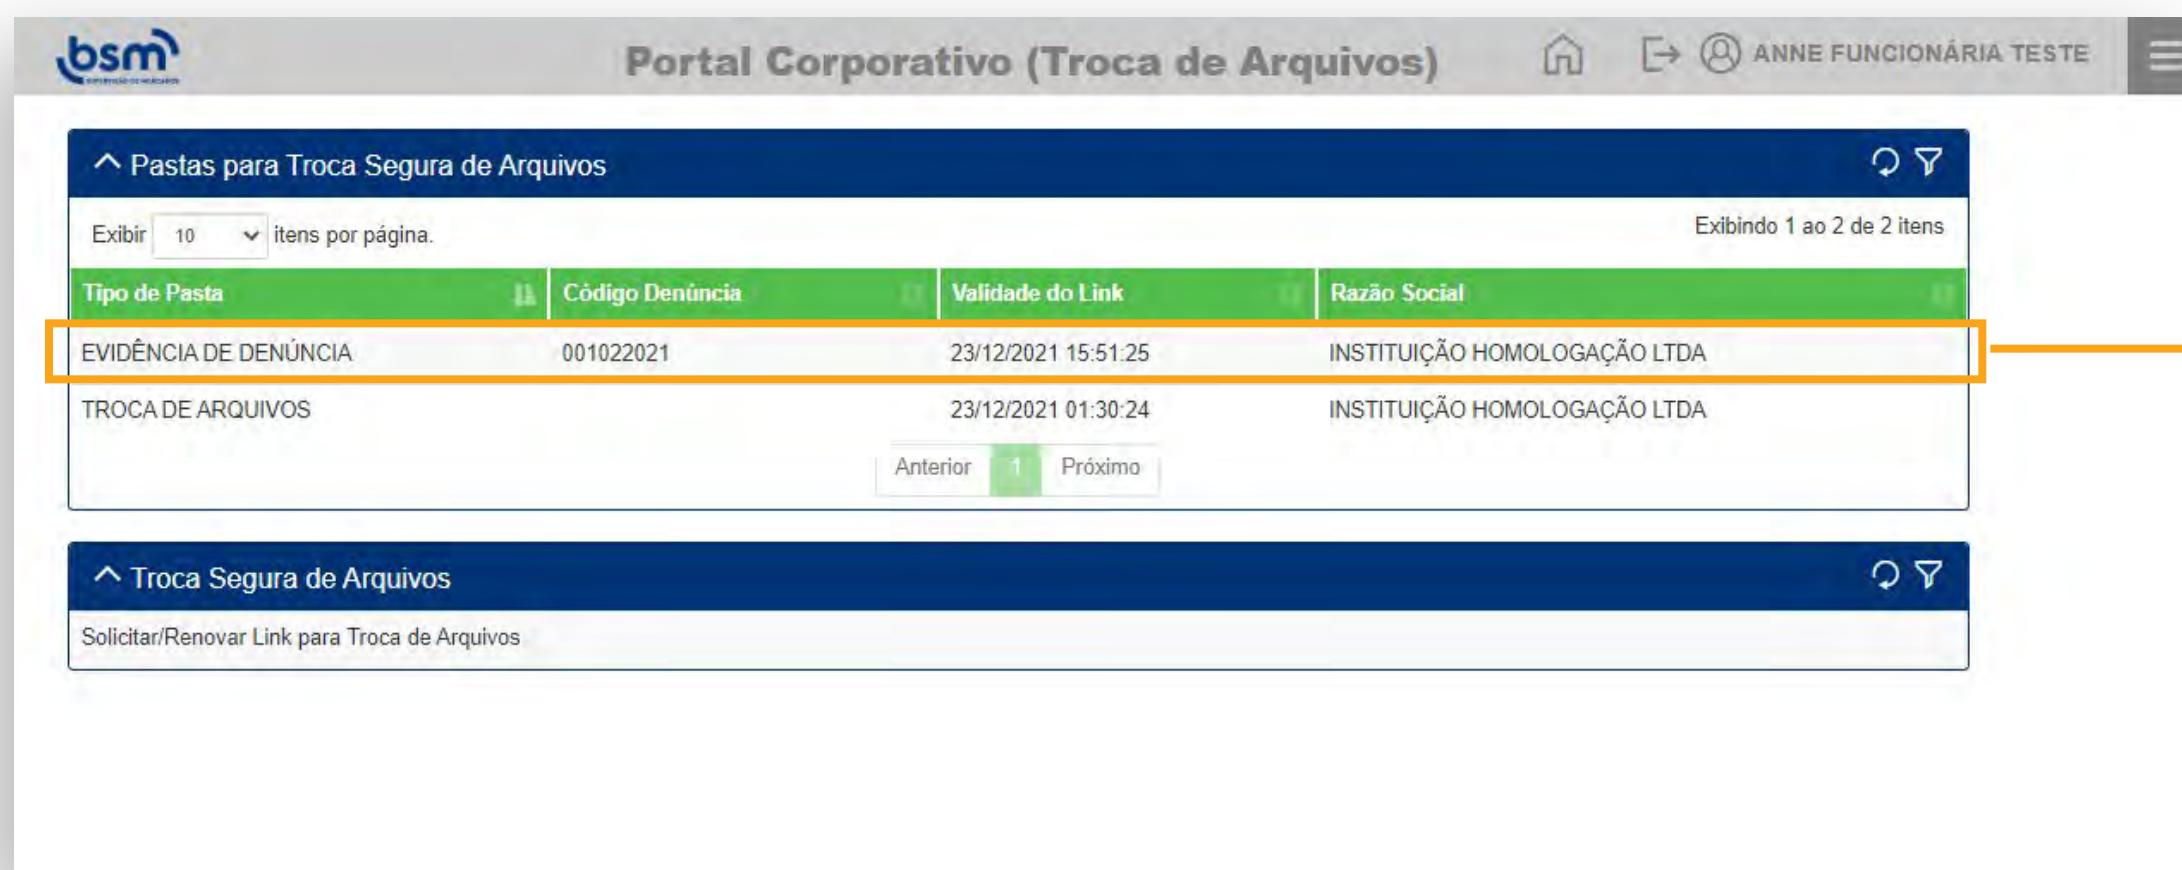 bsm
Portal Corporativo (Troca de Arquivos)
ANNE FUNCIONÁRIA TESTE
Pastas para Troca Segura de Arquivos
Exibir 10 itens por página.
Exibindo 1 ao 2 de 2 itens
Tipo de Pasta Código Denúncia Validade do Link Razão Social
EVIDÊNCIA DE DENÚNCIA 001022021 23/12/2021 15:51:25 INSTITUIÇÃO HOMOLOGAÇÃO LTDA
TROCA DE ARQUIVOS 23/12/2021 01:30:24 INSTITUIÇÃO HOMOLOGAÇÃO LTDA
Anterior 1 Próximo
Troca Segura de Arquivos
Solicitar/Renovar Link para Troca de Arquivos